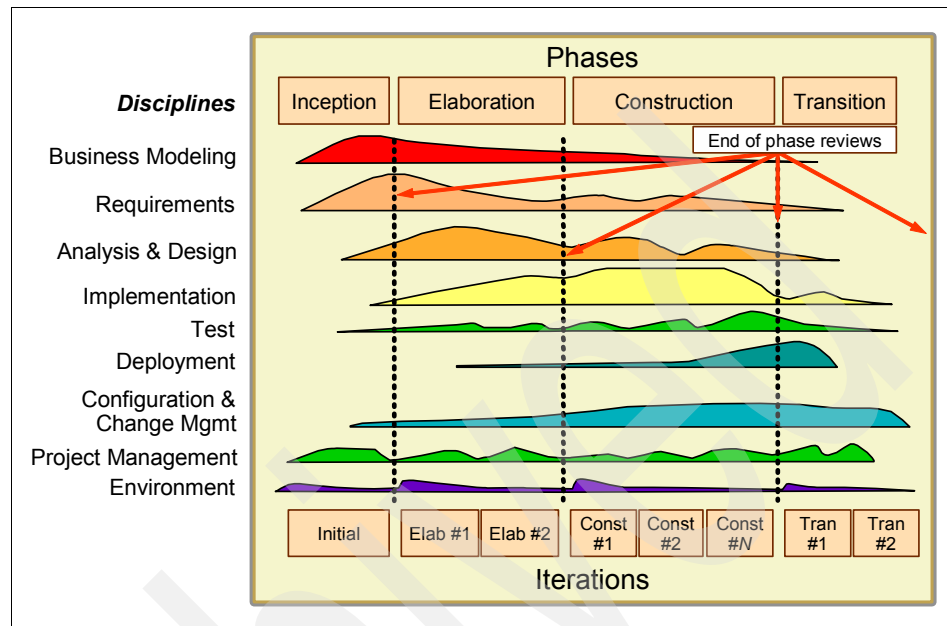 Phases
Disciplines
Inception
Elaboration
Construction
Transition
End of phase reviews
Business Modeling
Requirements
Analysis & Design
Implementation
Test
Deployment
Configuration &
Change Mgmt
Project Management
Environment
Initial
Elab #1
Elab #2
Const
#1
Const
#2
Const
#N
Tran
#1
Tran
#2
Iterations